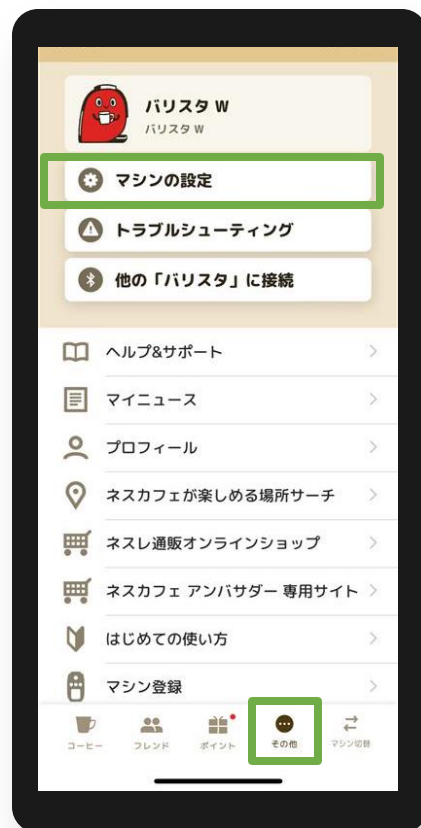 バリスタ W
バリスタ W
マシンの設定
トラブルシューティング
他の「バリスタ」に接続
ヘルプ&サポート
マイニュース
プロフィール
ネスカフェが楽しめる場所サーチ
ネスレ通販オンラインショップ
ネスカフェ アンバサダー 専用サイト
はじめての使い方
マシン登録
コーヒー
フレンド
ポイント
その他
マシン切替